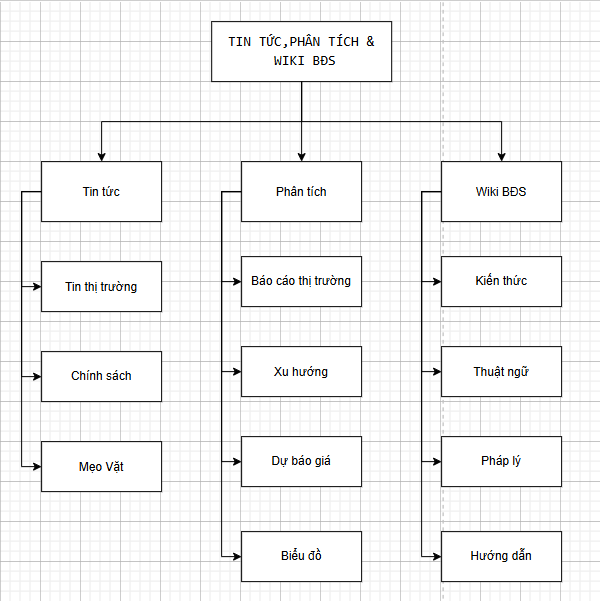 TIN TỨC,PHÂN TÍCH &
WIKI BĐS
Tin tức
Phân tích
Wiki BĐS
Tin thị trường
Báo cáo thị trường
Kiến thức
Chính sách
Xu hướng
Thuật ngữ
Mẹo Vặt
Dự báo giá
Pháp lý
Biểu đồ
Hướng dẫn